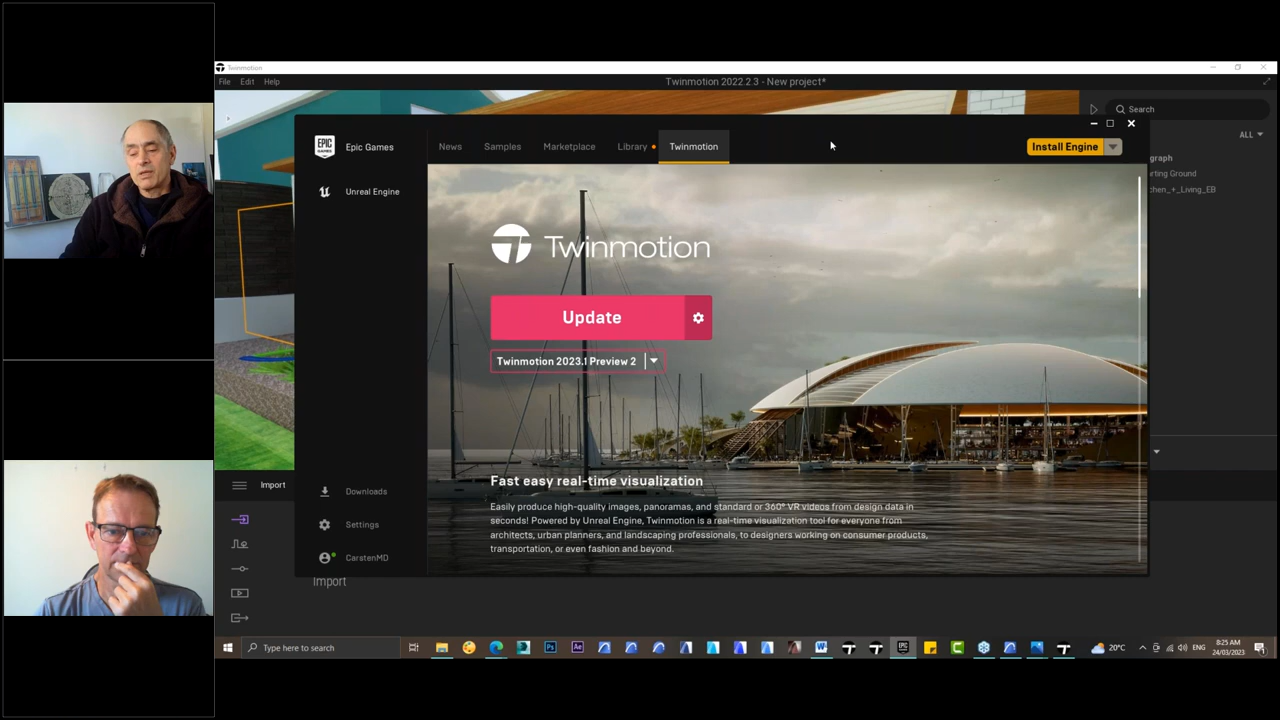 Twinmotion
File Edit Help
Twinmotion 2022.2.3 - New project*
Search
ALL
graph
rting Ground
chen_+_Living_EB
EPIC GAMES
Epic Games
Unreal Engine
News Samples Marketplace Library Twinmotion
Install Engine
Twinmotion
Update
Twinmotion 2023.1 Preview 2
Fast easy real-time visualization
Easily produce high-quality images, panoramas, and standard or 360° VR videos from design data in
seconds! Powered by Unreal Engine, Twinmotion is a real-time visualization tool for everyone from
architects, urban planners, and landscaping professionals, to designers working on consumer products,
transportation, or even fashion and beyond.
Downloads
Settings
CarstenMD
Import
Import
Type here to search
Ps
Ae
W
EPIC
20°C
ENG
8:25 AM
24/03/2023